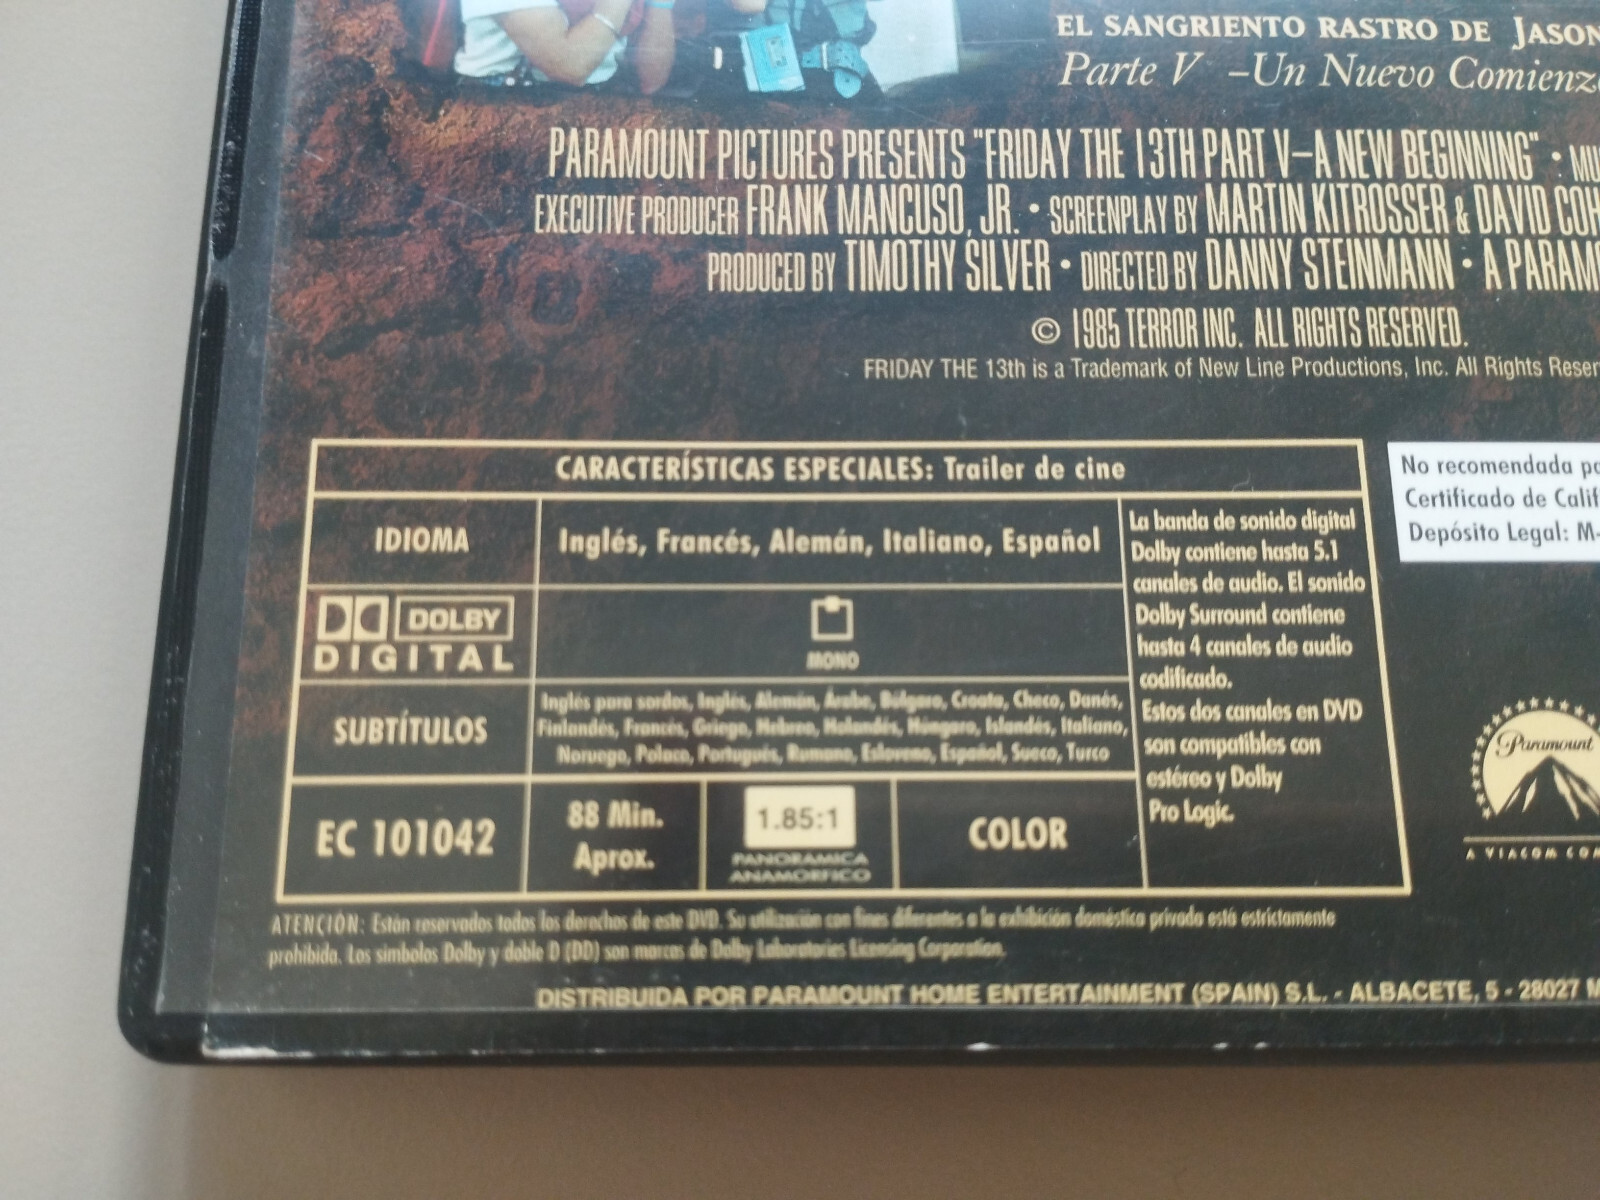 EL SANGRIENTO RASTRO DE JASON
Parte V –Un Nuevo Comienzo
PARAMOUNT PICTURES PRESENTS "FRIDAY THE 13TH PART V–A NEW BEGINNING" •
EXECUTIVE PRODUCER FRANK MANCUSO, JR. • SCREENPLAY BY MARTIN KITROSSER & DAVID
PRODUCED BY TIMOTHY SILVER • DIRECTED BY DANNY STEINMANN • A
© 1985 TERROR INC. ALL RIGHTS RESERVED.
FRIDAY THE 13th is a Trademark of New Line Productions, Inc. All Rights
CARACTERÍSTICAS ESPECIALES: Trailer de cine
IDIOMA
Inglés, Francés, Alemán, Italiano, Español
DOLBY
DIGITAL
MONO
SUBTÍTULOS
Inglés para sordos, Inglés, Alemán, Árabe, Búlgaro, Croata, Checo, Danés,
Finlandés, Francés, Griego, Hebreo, Holandés, Húngaro, Islandés, Italiano,
Noruego, Polaco, Portugués, Rumano, Esloveno, Español, Sueco, Turco
EC 101042
88 Min.
Aprox.
1.85:1
PANORAMICA
ANAMORFICO
COLOR
La banda de sonido digital
Dolby contiene hasta 5.1
canales de audio. El sonido
Dolby Surround contiene
hasta 4 canales de audio
codificado.
Estos dos canales en DVD
son compatibles con
estéreo y Dolby
Pro Logic.
No recomendada
Certificado de
Depósito Legal: M-
Paramount
A VIACOM
ATENCIÓN: Están reservados todos los derechos de este DVD. Su utilización con fines diferentes a la exhibición doméstica privada está estrictamente
prohibida. Los símbolos Dolby y doble D (DD) son marcas de Dolby Laboratories Licensing Corporation.
DISTRIBUIDA POR PARAMOUNT HOME ENTERTAINMENT (SPAIN) S.L. - ALBACETE, 5 - 28027